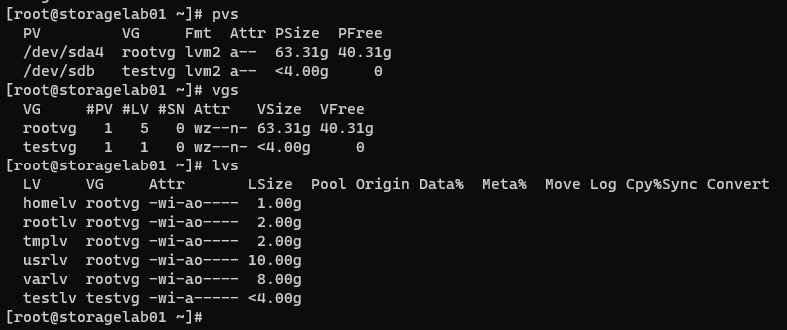 [root@storagelab01 ~]# pvs
  PV         VG     Fmt  Attr PSize  PFree
  /dev/sda4  rootvg lvm2 a--  63.31g 40.31g
  /dev/sdb   testvg lvm2 a--  <4.00g     0
[root@storagelab01 ~]# vgs
  VG     #PV #LV #SN Attr   VSize  VFree
  rootvg   1   5   0 wz--n- 63.31g 40.31g
  testvg   1   1   0 wz--n- <4.00g     0
[root@storagelab01 ~]# lvs
  LV     VG     Attr       LSize  Pool Origin Data%  Meta%  Move Log Cpy%Sync Convert
  homelv rootvg -wi-ao----  1.00g
  rootlv rootvg -wi-ao----  2.00g
  tmplv  rootvg -wi-ao----  2.00g
  usrlv  rootvg -wi-ao---- 10.00g
  varlv  rootvg -wi-ao----  8.00g
  testlv testvg -wi-a----- <4.00g
[root@storagelab01 ~]#